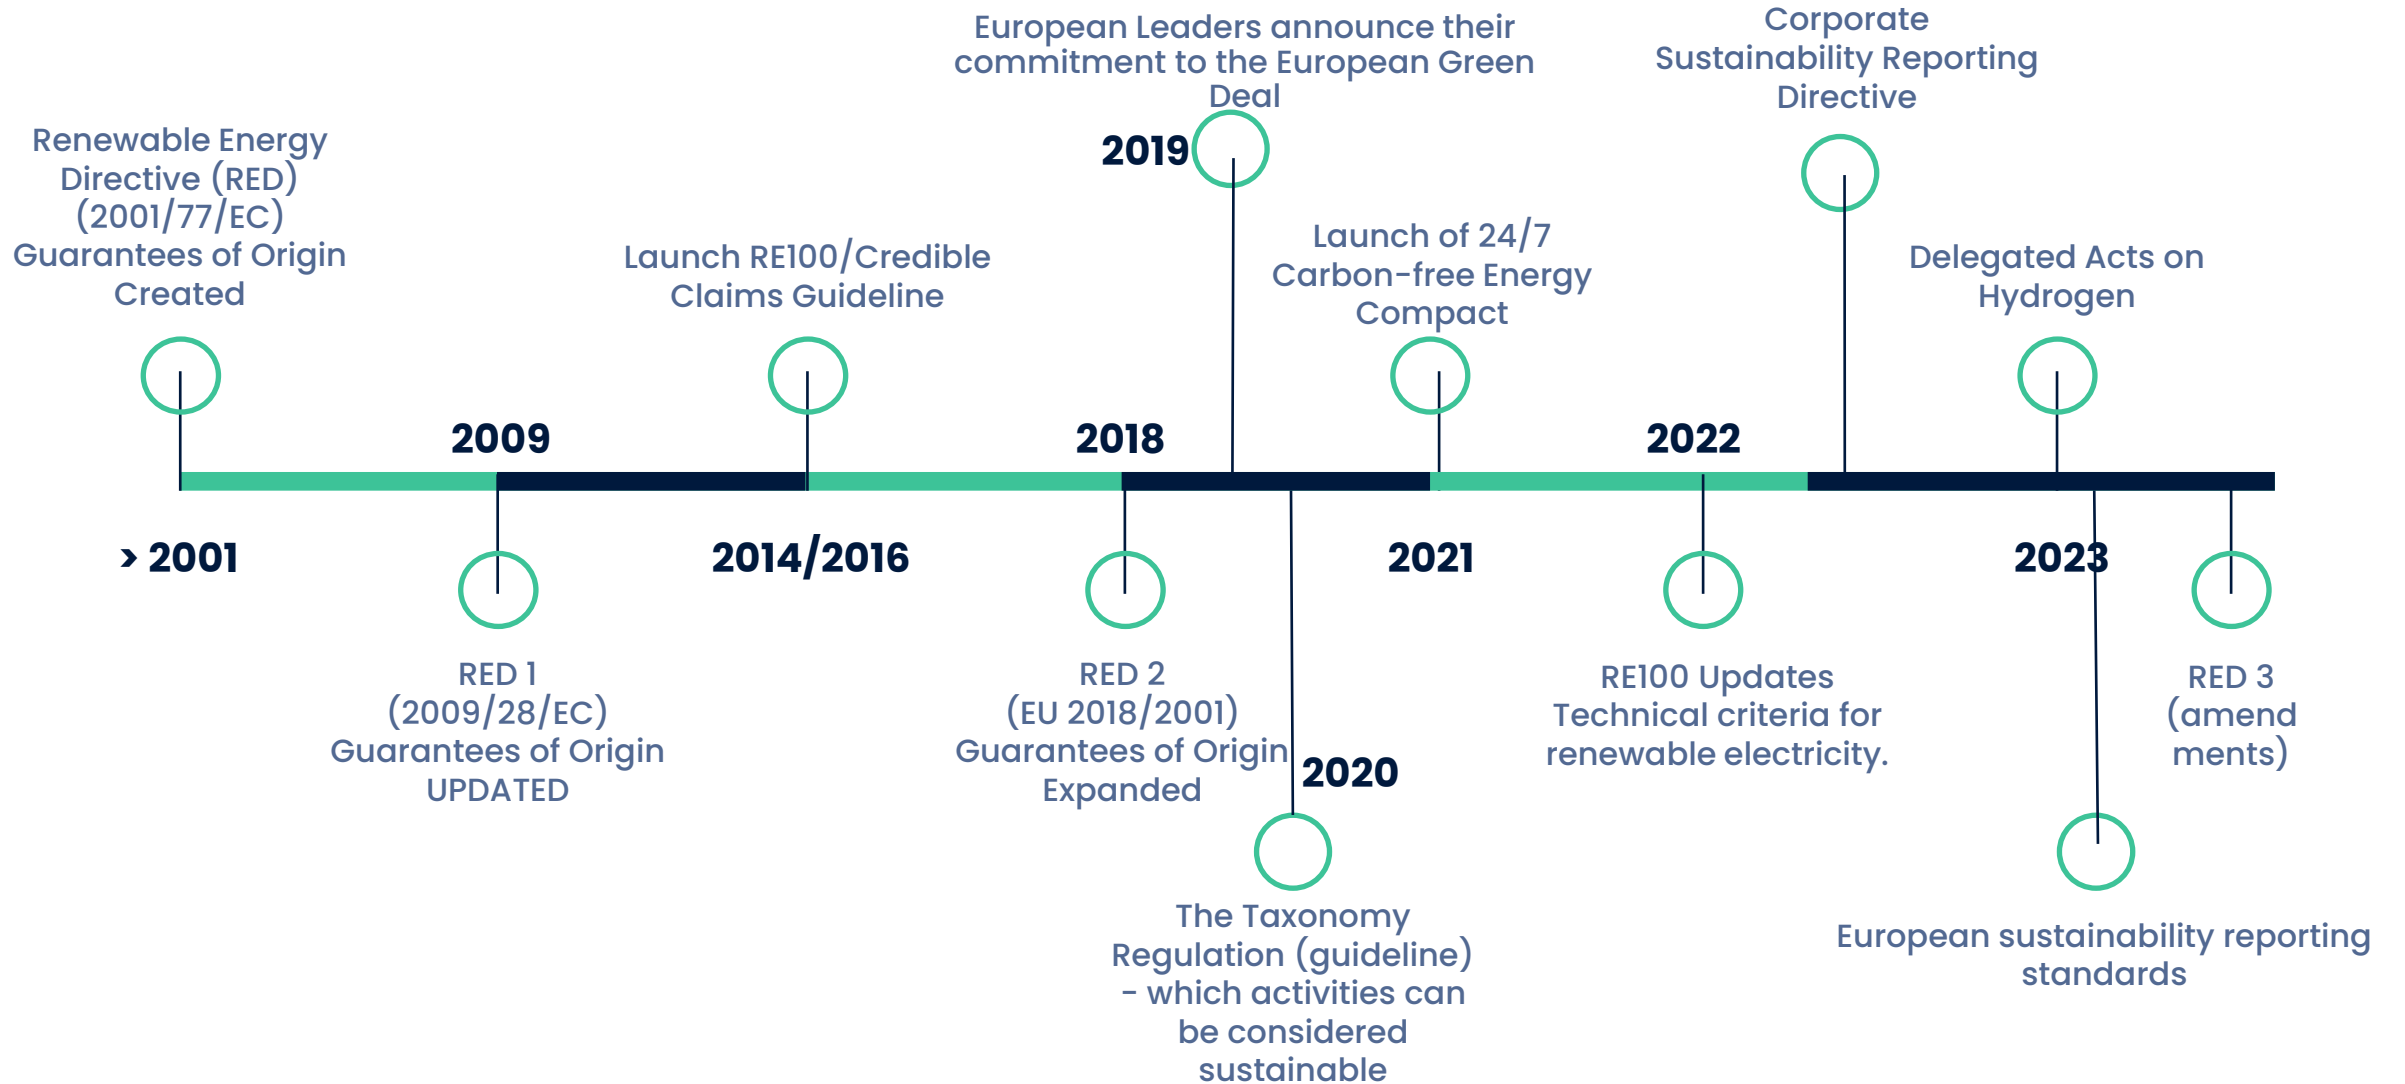 Renewable Energy
Directive (RED)
(2001/77/EC)
Guarantees of Origin
Created
> 2001
2009
RED 1
(2009/28/EC)
Guarantees of Origin
UPDATED
Launch RE100/Credible
Claims Guideline
2014/2016
2018
RED 2
(EU 2018/2001)
Guarantees of Origin
Expanded
European Leaders announce their
commitment to the European Green
Deal
2019
2020
The Taxonomy
Regulation (guideline)
- which activities can
be considered
sustainable
Launch of 24/7
Carbon-free Energy
Compact
2021
2022
RE100 Updates
Technical criteria for
renewable electricity.
Corporate
Sustainability Reporting
Directive
Delegated Acts on
Hydrogen
2023
European sustainability reporting
standards
RED 3
(amend
ments)